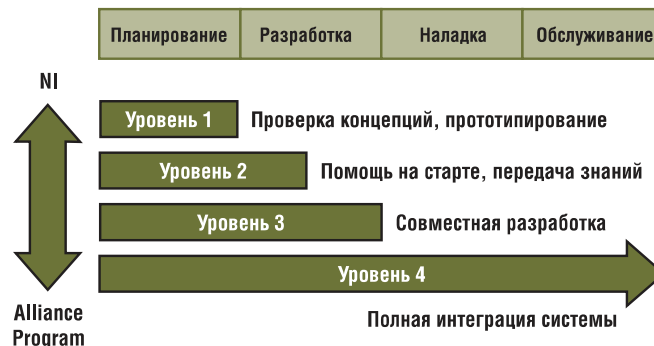 Планирование Разработка Наладка Обслуживание
NI
Уровень 1 Проверка концепций, прототипирование
Уровень 2 Помощь на старте, передача знаний
Уровень 3 Совместная разработка
Уровень 4
Alliance
Program
Полная интеграция системы